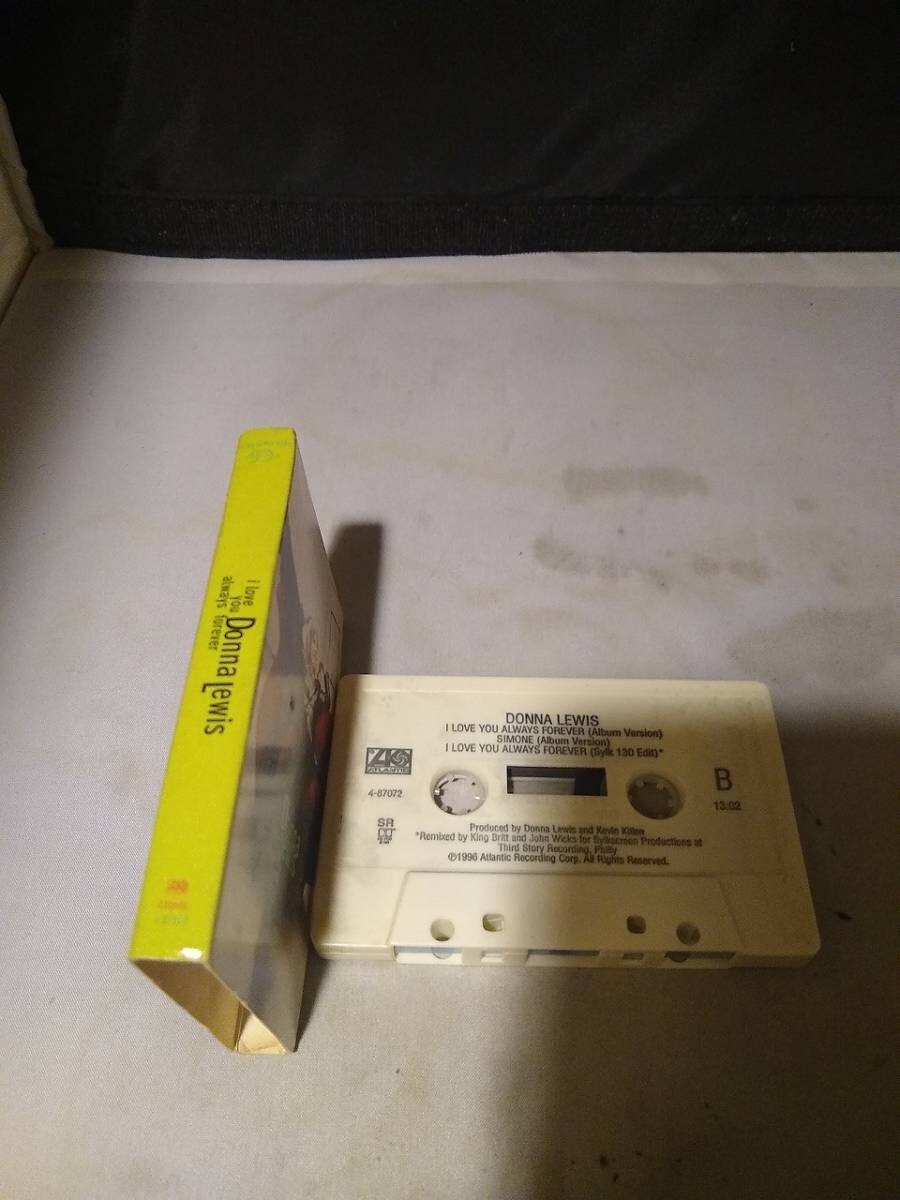 i love
you
always forever
Donna Lewis
DONNA LEWIS
I LOVE YOU ALWAYS FOREVER (Album Version)
SIMONE (Album Version)
I LOVE YOU ALWAYS FOREVER (Sylk 130 Edit)*
ATLANTIC
4-87072
SR
B
13:02
Produced by Donna Lewis and Kevin Killen
*Remixed by King Britt and John Wicks for Sylkscreen Productions at
Third Story Recording, Philly
℗1996 Atlantic Recording Corp. All Rights Reserved.